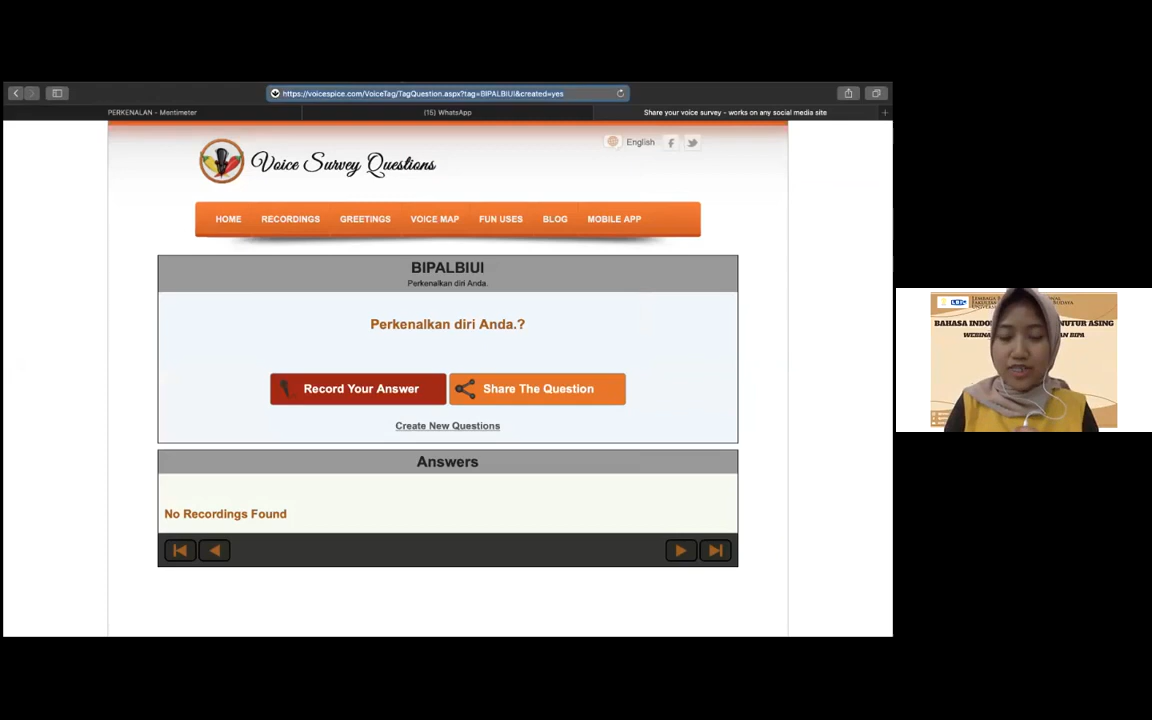 https://voicespice.com/VoiceTag/TagQuestion.aspx?tag=BIPALBIUI&created=yes
PERKENALAN - Mentimeter
(15) WhatsApp
Share your voice survey - works on any social media site
Voice Survey Questions
English
HOME RECORDINGS GREETINGS VOICE MAP FUN USES BLOG MOBILE APP
BIPALBIUI
Perkenalkan diri Anda.
Perkenalkan diri Anda.?
Record Your Answer
Share The Question
Create New Questions
Answers
No Recordings Found
LEMBAGA
BAHASA NUTUR ASING
BIPA